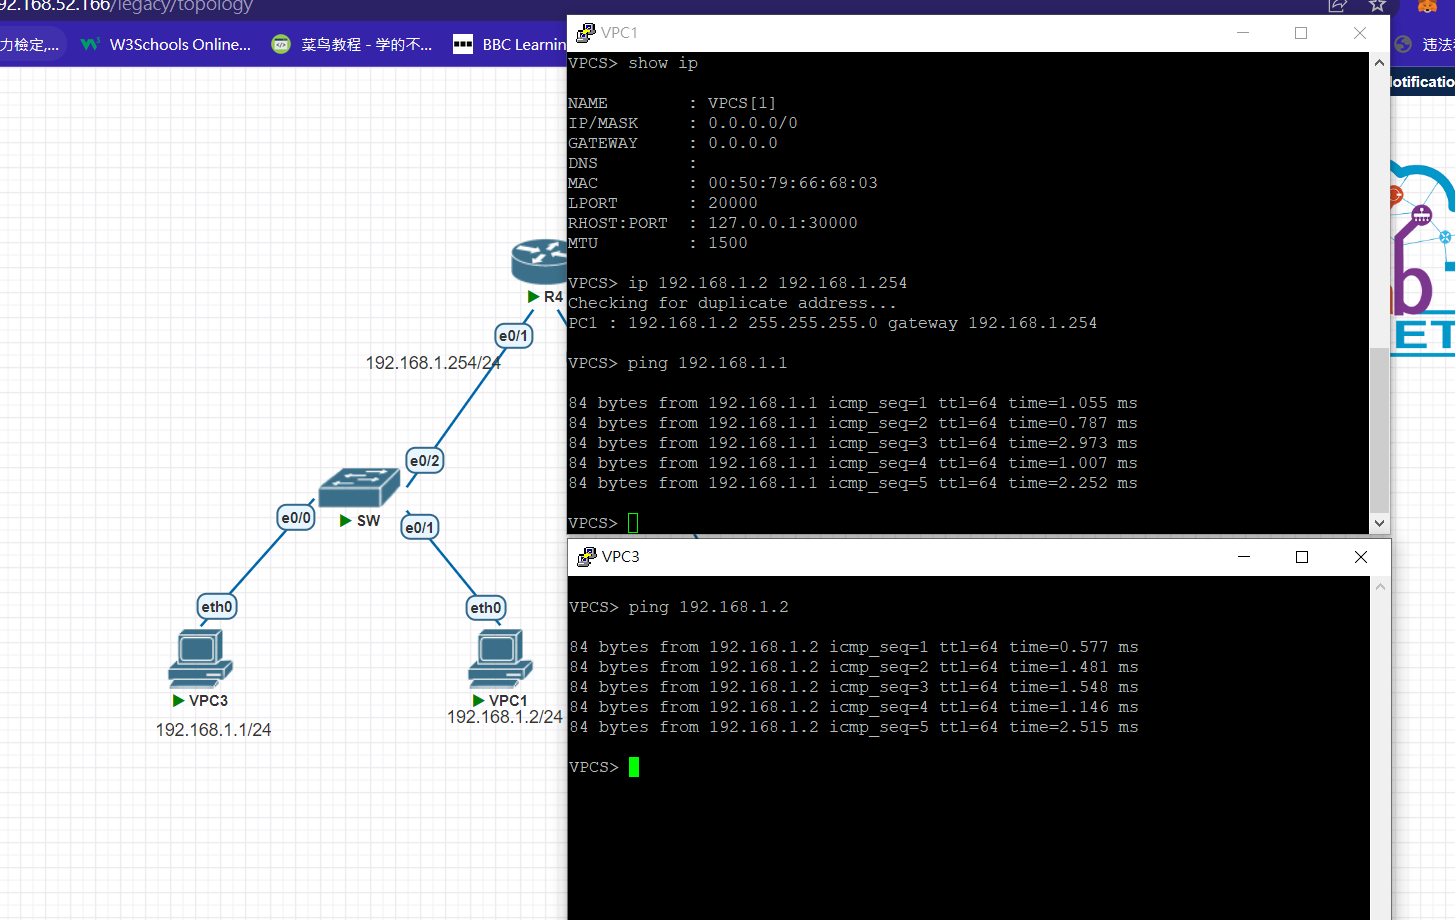 92.168.52.166/legacy/topology
力檢定,...
W3Schools Online...
菜鸟教程 - 学的不...
BBC Learnin
违法
VPC1
VPCS> show ip
NAME : VPCS[1]
IP/MASK : 0.0.0.0/0
GATEWAY : 0.0.0.0
DNS :
MAC : 00:50:79:66:68:03
LPORT : 20000
RHOST:PORT : 127.0.0.1:30000
MTU : 1500
VPCS> ip 192.168.1.2 192.168.1.254
Checking for duplicate address...
PC1 : 192.168.1.2 255.255.255.0 gateway 192.168.1.254
VPCS> ping 192.168.1.1
84 bytes from 192.168.1.1 icmp_seq=1 ttl=64 time=1.055 ms
84 bytes from 192.168.1.1 icmp_seq=2 ttl=64 time=0.787 ms
84 bytes from 192.168.1.1 icmp_seq=3 ttl=64 time=2.973 ms
84 bytes from 192.168.1.1 icmp_seq=4 ttl=64 time=1.007 ms
84 bytes from 192.168.1.1 icmp_seq=5 ttl=64 time=2.252 ms
VPCS>
VPC3
VPCS> ping 192.168.1.2
84 bytes from 192.168.1.2 icmp_seq=1 ttl=64 time=0.577 ms
84 bytes from 192.168.1.2 icmp_seq=2 ttl=64 time=1.481 ms
84 bytes from 192.168.1.2 icmp_seq=3 ttl=64 time=1.548 ms
84 bytes from 192.168.1.2 icmp_seq=4 ttl=64 time=1.146 ms
84 bytes from 192.168.1.2 icmp_seq=5 ttl=64 time=2.515 ms
VPCS>
R4
e0/1
192.168.1.254/24
e0/2
SW
e0/0
e0/1
eth0
eth0
VPC3
VPC1
192.168.1.1/24
192.168.1.2/24
otificatio
b
ET